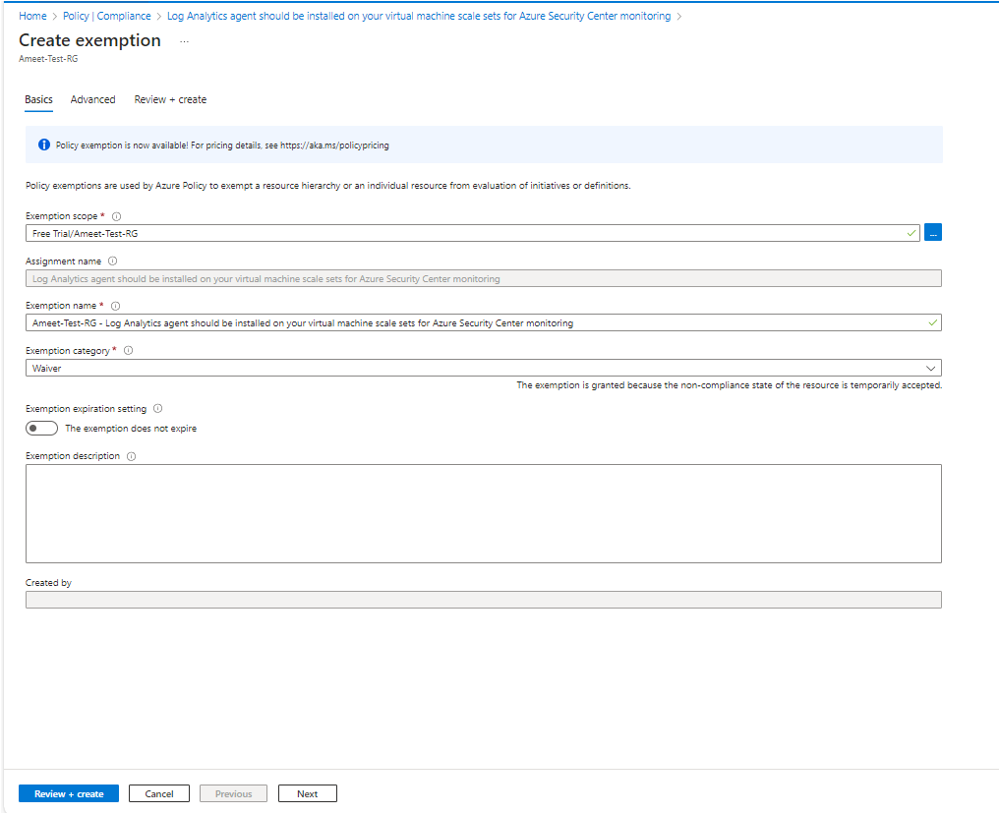 Home > Policy | Compliance > Log Analytics agent should be installed on your virtual machine scale sets for Azure Security Center monitoring >
Create exemption ...
Ameet-Test-RG
Basics Advanced Review + create
Policy exemption is now available! For pricing details, see https://aka.ms/policypricing
Policy exemptions are used by Azure Policy to exempt a resource hierarchy or an individual resource from evaluation of initiatives or definitions.
Exemption scope *
Free Trial/Ameet-Test-RG
...
Assignment name
Log Analytics agent should be installed on your virtual machine scale sets for Azure Security Center monitoring
Exemption name *
Ameet-Test-RG - Log Analytics agent should be installed on your virtual machine scale sets for Azure Security Center monitoring
Exemption category *
Waiver
The exemption is granted because the non-compliance state of the resource is temporarily accepted.
Exemption expiration setting
The exemption does not expire
Exemption description
Created by
Review + create Cancel Previous Next